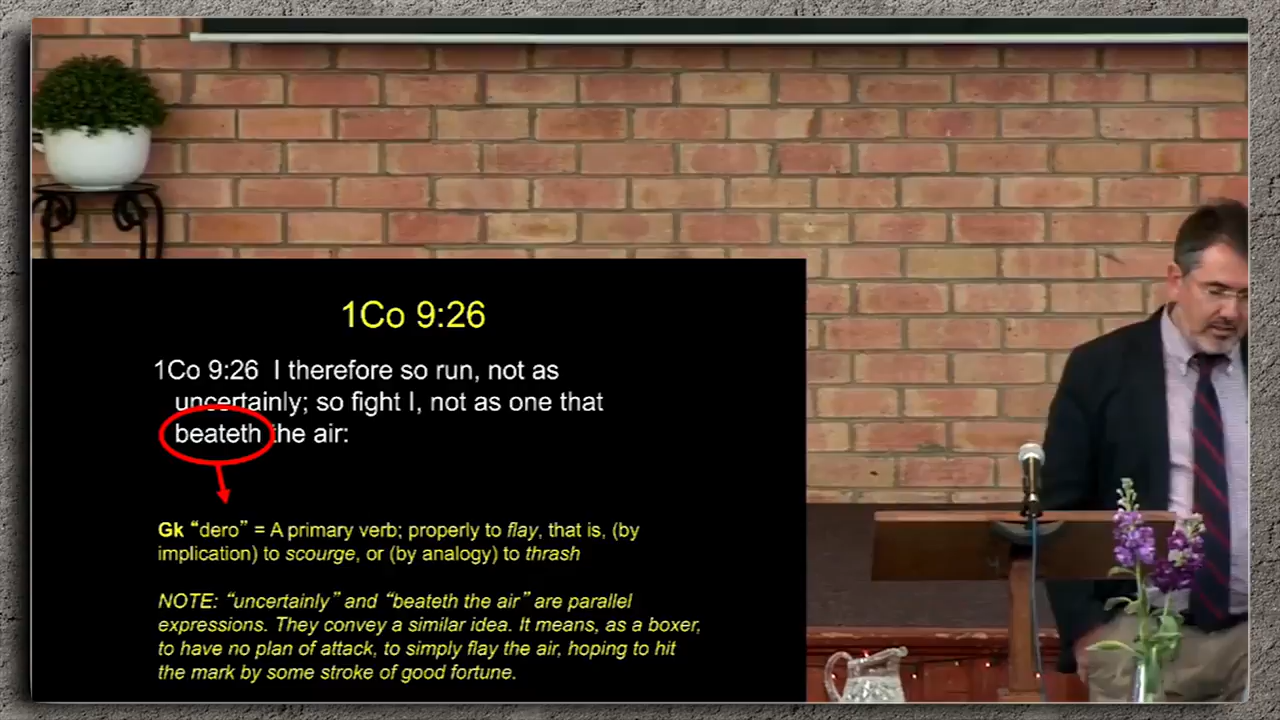 1Co 9:26
1Co 9:26 I therefore so run, not as
uncertainly; so fight I, not as one that
beateth the air:
Gk “dero” = A primary verb; properly to flay, that is, (by
implication) to scourge, or (by analogy) to thrash
NOTE: “uncertainly” and “beateth the air” are parallel
expressions. They convey a similar idea. It means, as a boxer,
to have no plan of attack, to simply flay the air, hoping to hit
the mark by some stroke of good fortune.